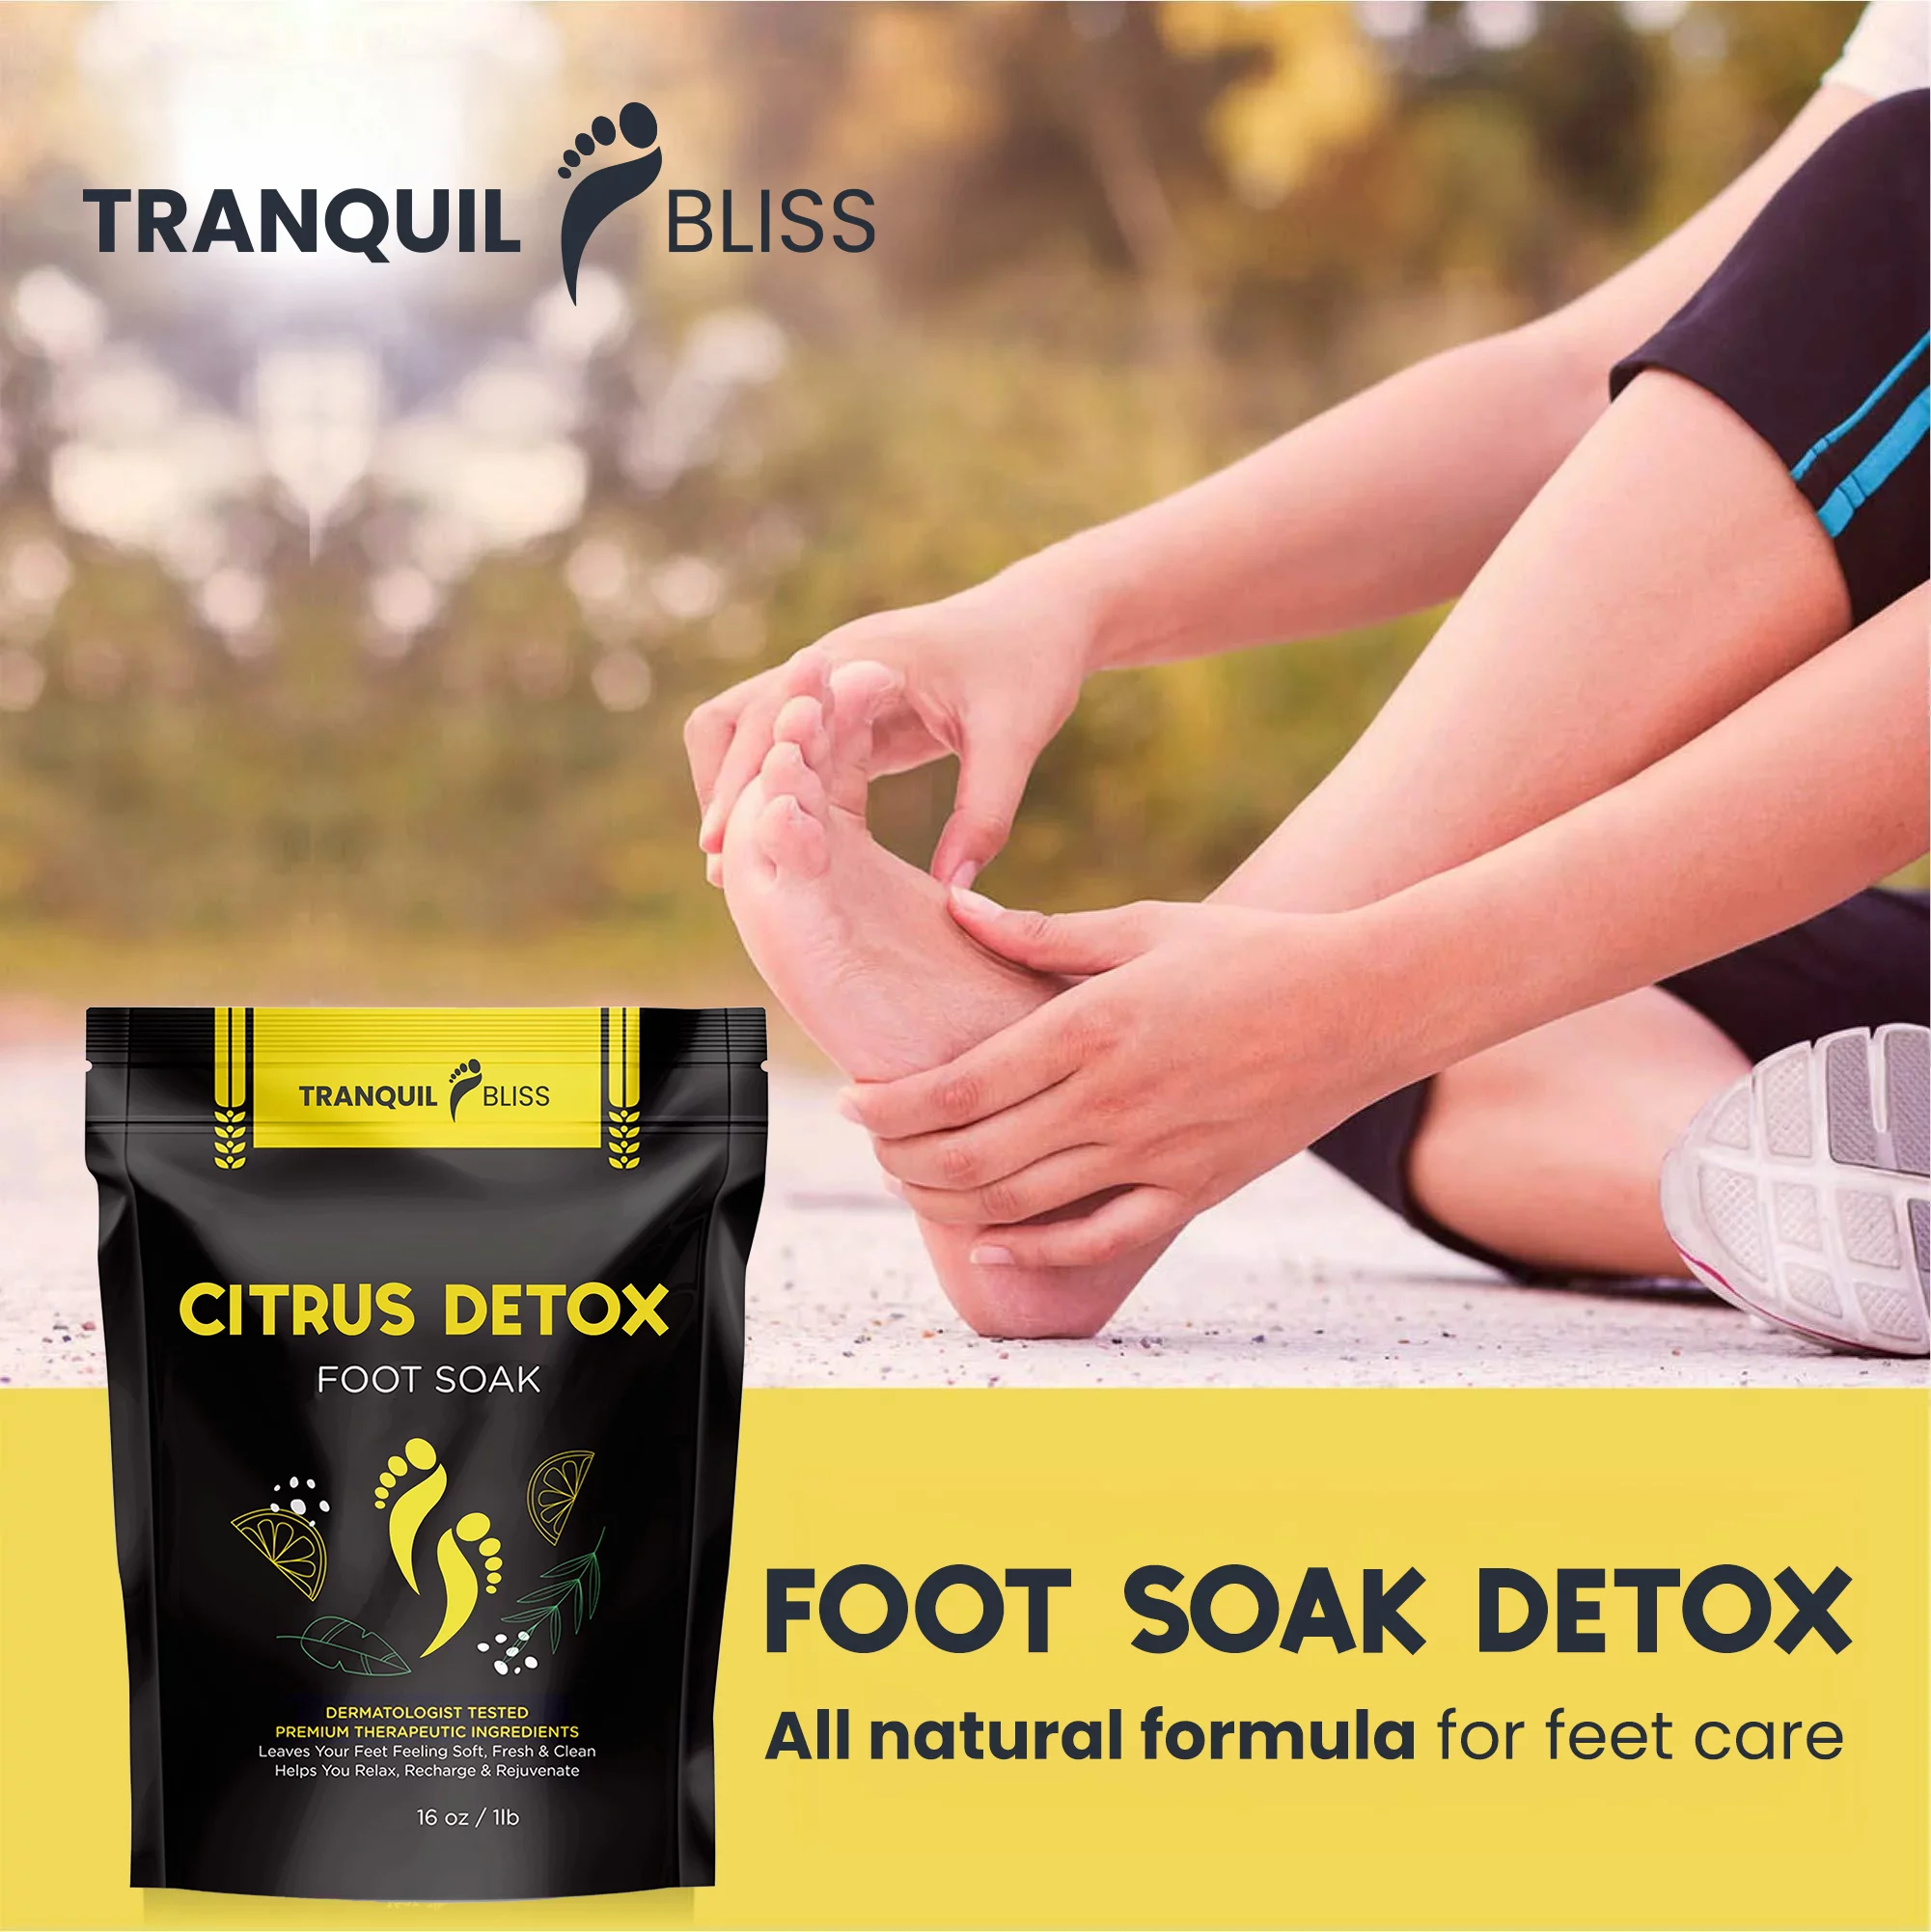 TRANQUIL BLISS
TRANQUIL BLISS
CITRUS DETOX
FOOT SOAK
DERMATOLOGIST TESTED
PREMIUM THERAPEUTIC INGREDIENTS
Leaves Your Feet Feeling Soft, Fresh & Clean
Helps You Relax, Recharge & Rejuvenate
16 oz / 1lb
FOOT SOAK DETOX
All natural formula for feet care